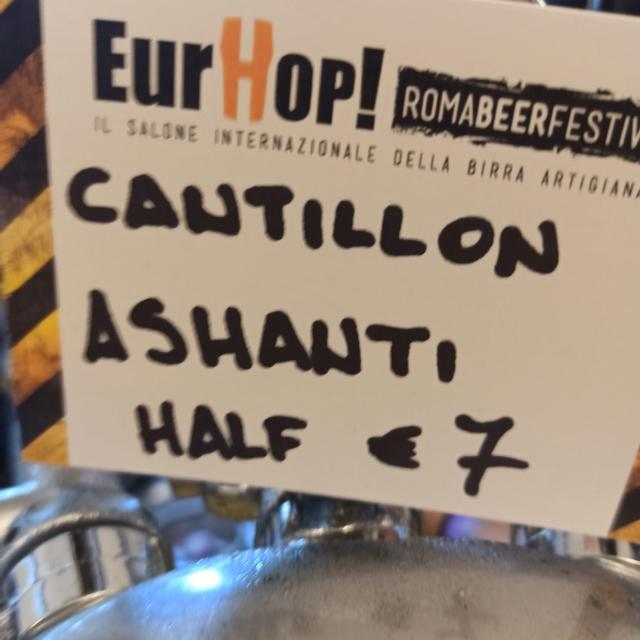 EurHop! ROMABEERFESTIV
IL SALONE INTERNAZIONALE DELLA BIRRA ARTIGIANA
CANTILLON
ASHANTI
HALF € 7